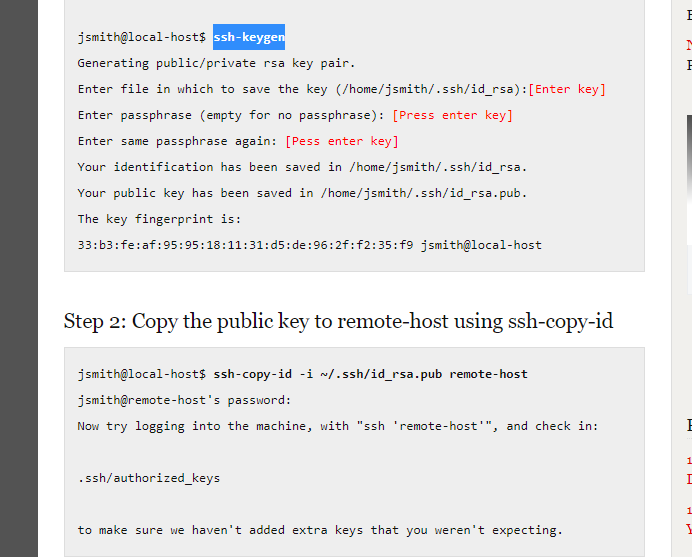 jsmith@local-host$ ssh-keygen
Generating public/private rsa key pair.
Enter file in which to save the key (/home/jsmith/.ssh/id_rsa):[Enter key]
Enter passphrase (empty for no passphrase): [Press enter key]
Enter same passphrase again: [Pess enter key]
Your identification has been saved in /home/jsmith/.ssh/id_rsa.
Your public key has been saved in /home/jsmith/.ssh/id_rsa.pub.
The key fingerprint is:
33:b3:fe:af:95:95:18:11:31:d5:de:96:2f:f2:35:f9 jsmith@local-host
Step 2: Copy the public key to remote-host using ssh-copy-id
jsmith@local-host$ ssh-copy-id -i ~/.ssh/id_rsa.pub remote-host
jsmith@remote-host's password:
Now try logging into the machine, with "ssh 'remote-host'", and check in:
.ssh/authorized_keys
to make sure we haven't added extra keys that you weren't expecting.